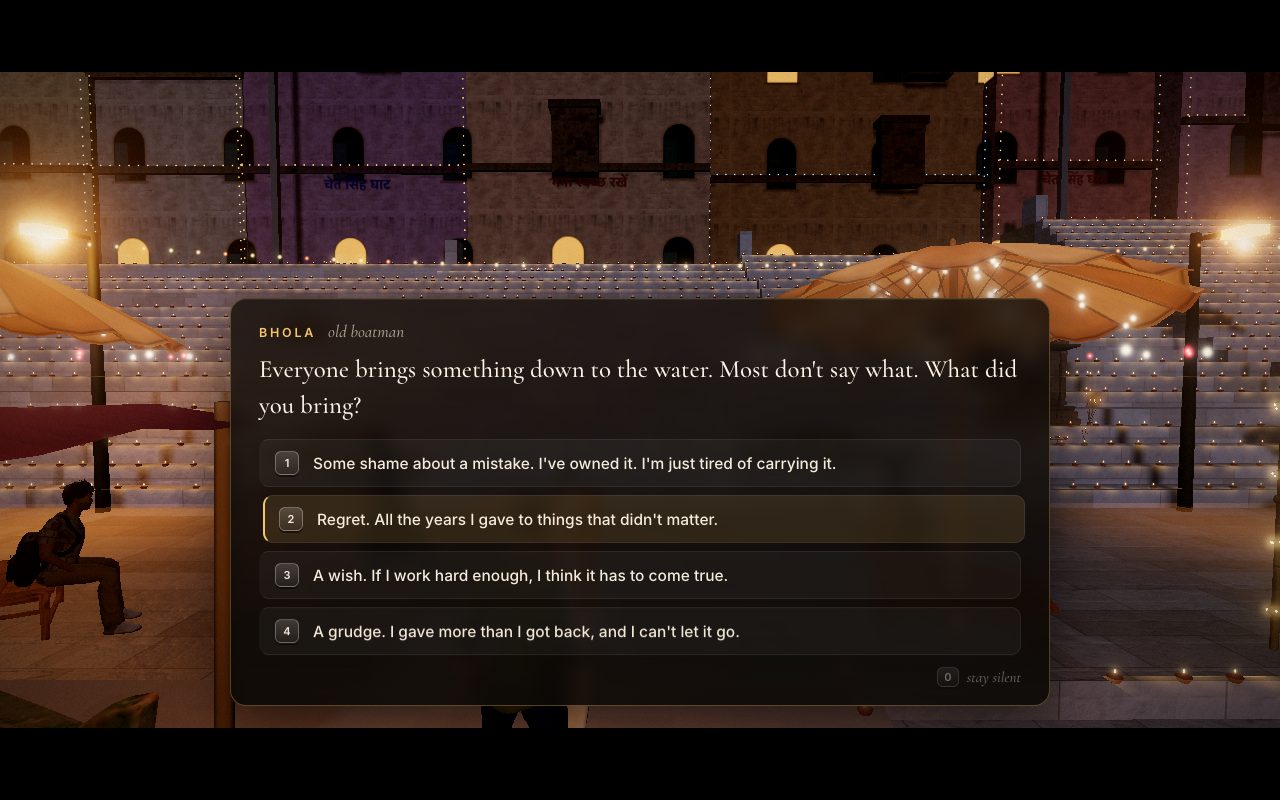 चेत सिंह घाट
रखें
BHOLA old boatman
Everyone brings something down to the water. Most don't say what. What did
you bring?
1 Some shame about a mistake. I've owned it. I'm just tired of carrying it.
2 Regret. All the years I gave to things that didn't matter.
3 A wish. If I work hard enough, I think it has to come true.
4 A grudge. I gave more than I got back, and I can't let it go.
0 stay silent